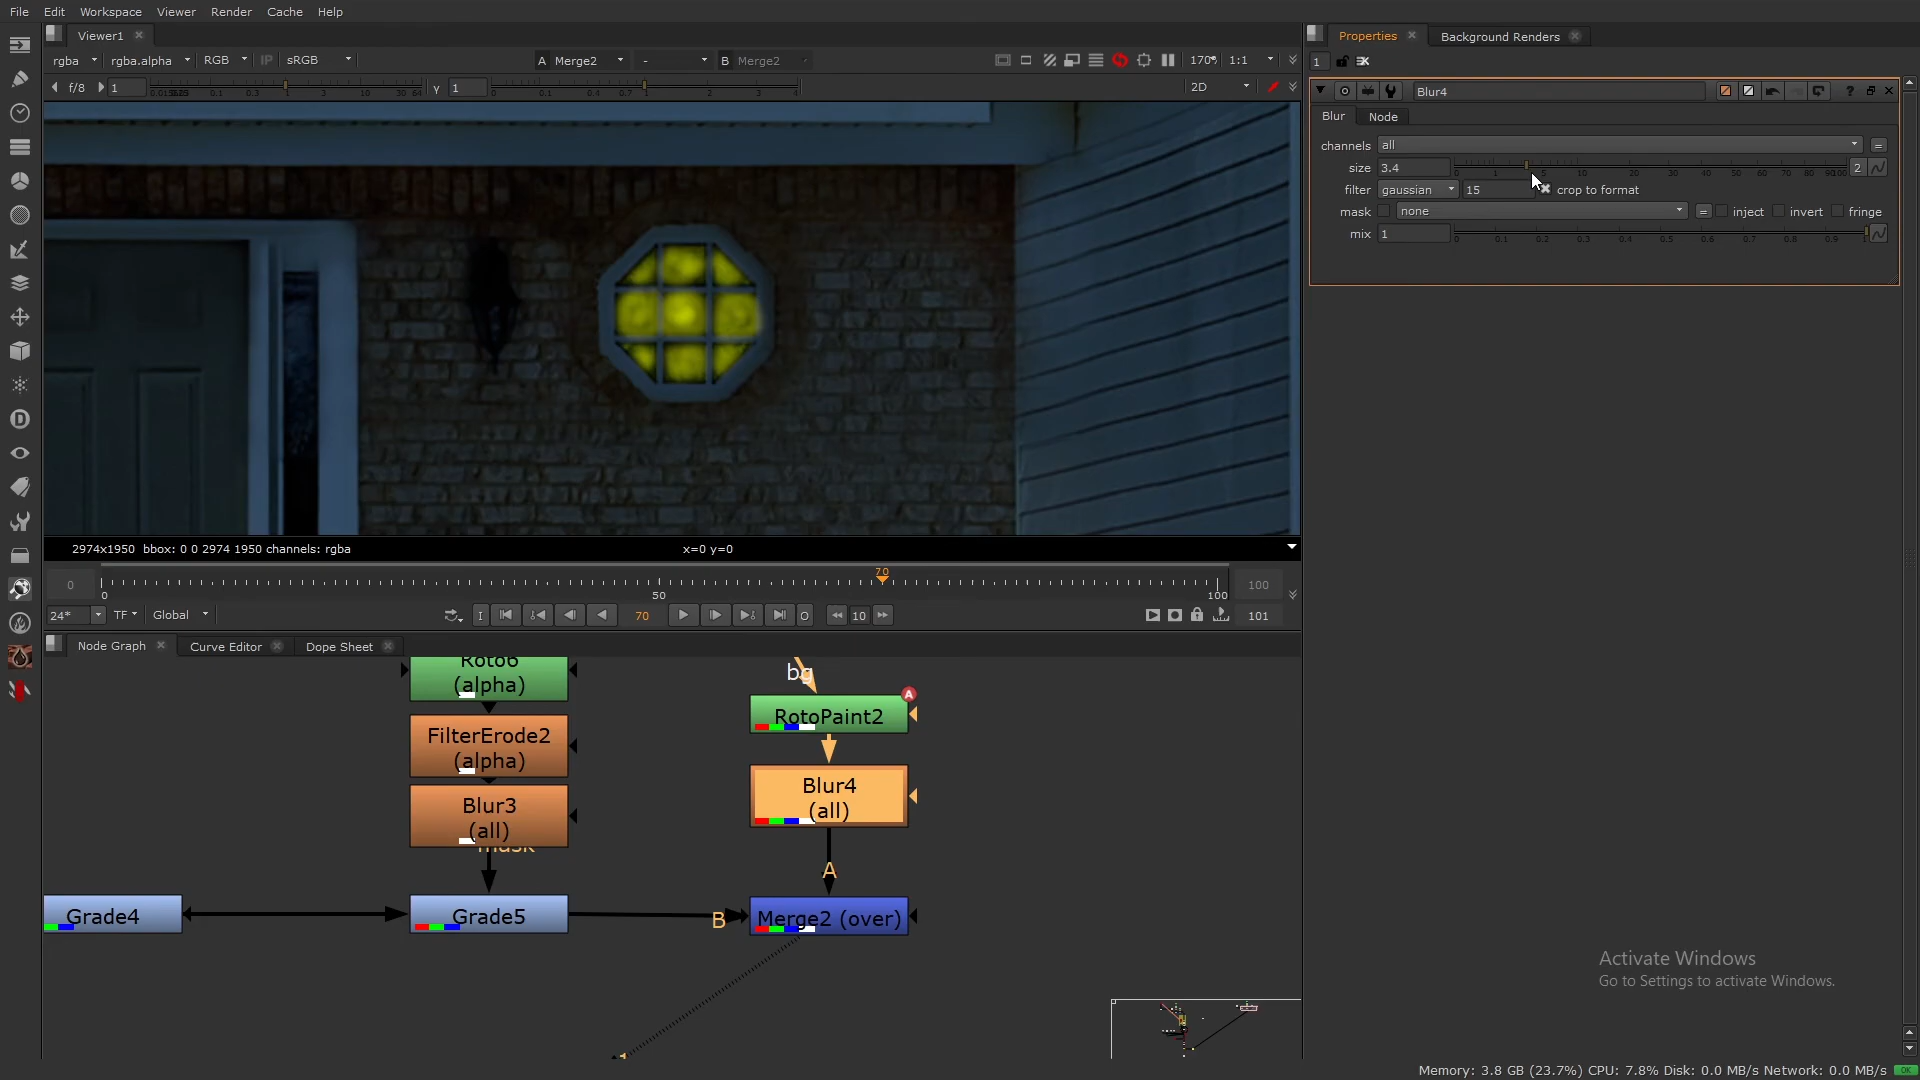 File Edit Workspace Viewer Render Cache Help
Viewer1
rgba rgba.alpha RGB IP sRGB A Merge2 - B Merge2 170% 1:1
f/8 1 Y 1 2D
2974x1950 bbox: 0 0 2974 1950 channels: rgba x=0 y=0
0 0 50 70 100 100
24* TF Global I 70 O 10 101
Node Graph Curve Editor Dope Sheet
Roto6
(alpha)
FilterErode2
(alpha)
Blur3
(all)
mask
Grade4
Grade5
B
bg
RotoPaint2
A
Blur4
(all)
A
Merge2 (over)
Properties Background Renders
1
Blur4
Blur Node
channels all =
size 3.4 2
filter gaussian 15 crop to format
mask none = inject invert fringe
mix 1
Activate Windows
Go to Settings to activate Windows.
Memory: 3.8 GB (23.7%) CPU: 7.8% Disk: 0.0 MB/s Network: 0.0 MB/s OK